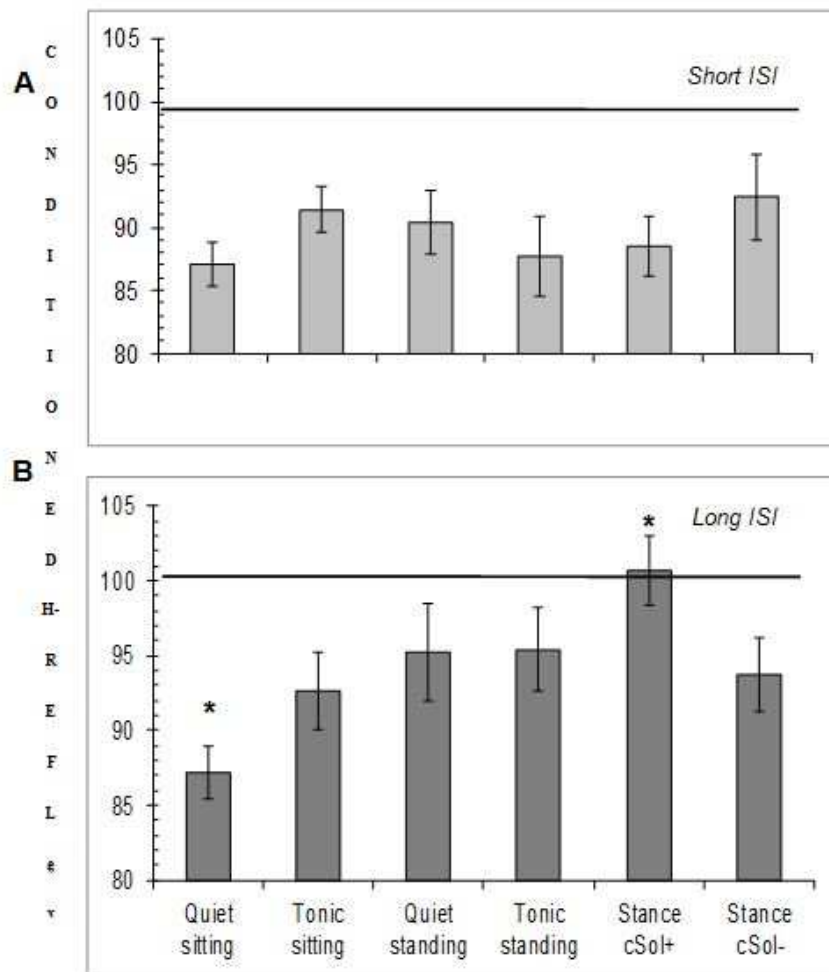 C
O
N
D
I
T
I
O
N
E
D
H-
R
E
F
L
A
105
100
95
90
85
80
Short ISI
B
105
100
95
90
85
80
Long ISI
*
*
Quiet sitting
Tonic sitting
Quiet standing
Tonic standing
Stance cSol+
Stance cSol-